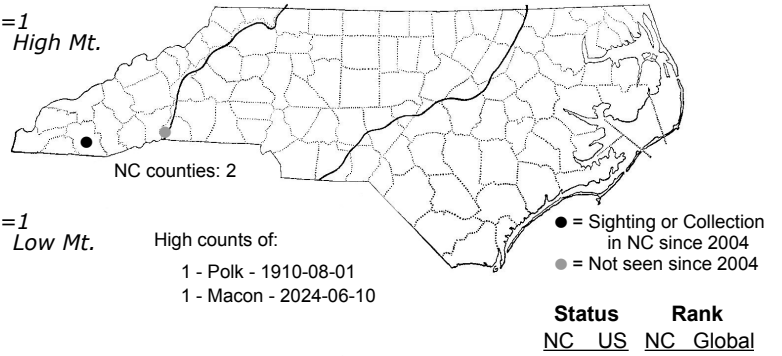 =1
High Mt.
NC counties: 2
=1
Low Mt.
High counts of:
1 - Polk - 1910-08-01
1 - Macon - 2024-06-10
● = Sighting or Collection
in NC since 2004
● = Not seen since 2004
Status Rank
NC US NC Global